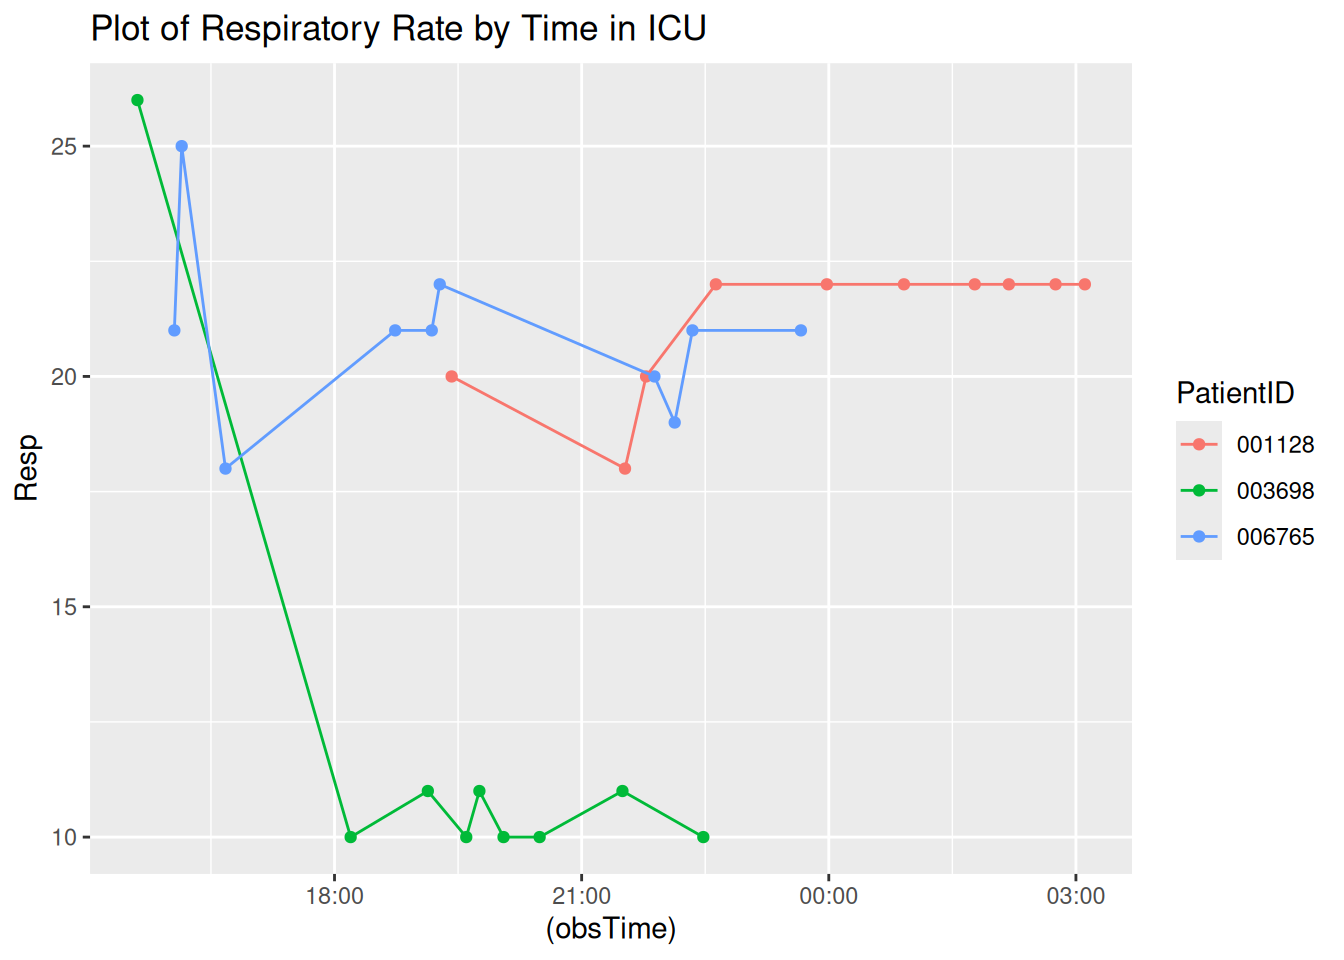 Plot of Respiratory Rate by Time in ICU
25
20
15
10
Resp
18:00 21:00 00:00 03:00
(obsTime)
PatientID
001128
003698
006765